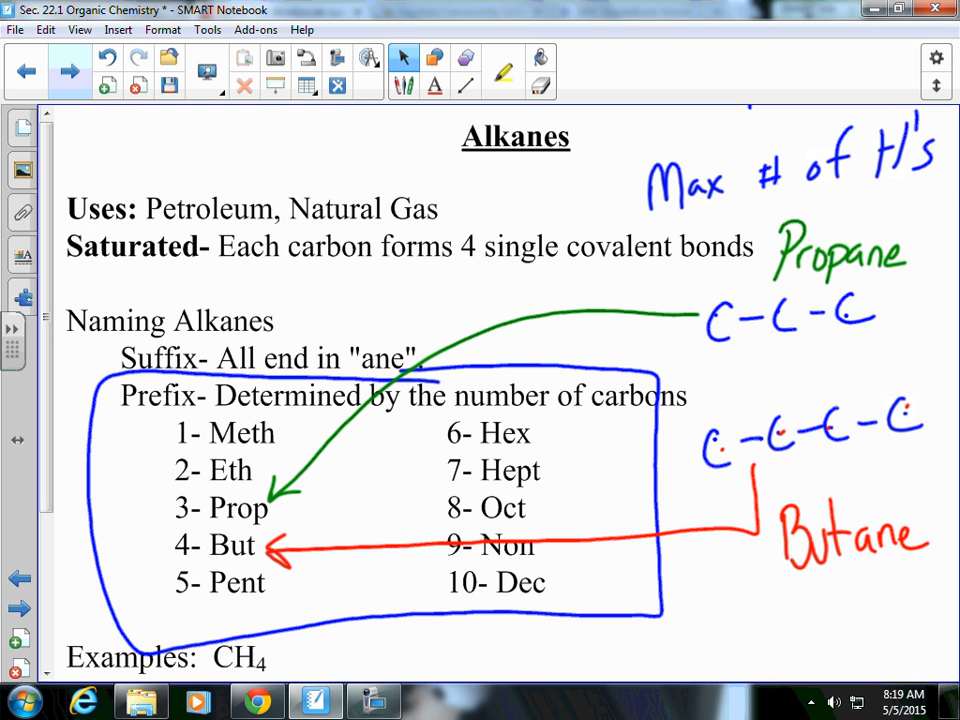 Sec. 22.1 Organic Chemistry * - SMART Notebook
File Edit View Insert Format Tools Add-ons Help
Alkanes
Max # of H's
Uses: Petroleum, Natural Gas
Saturated- Each carbon forms 4 single covalent bonds
Propane
C - C - C
Naming Alkanes
Suffix- All end in "ane".
Prefix- Determined by the number of carbons
1- Meth 6- Hex
2- Eth 7- Hept
C - C - C - C
3- Prop 8- Oct
4- But 9- Non
Butane
5- Pent 10- Dec
Examples: CH₄
8:19 AM
5/5/2015